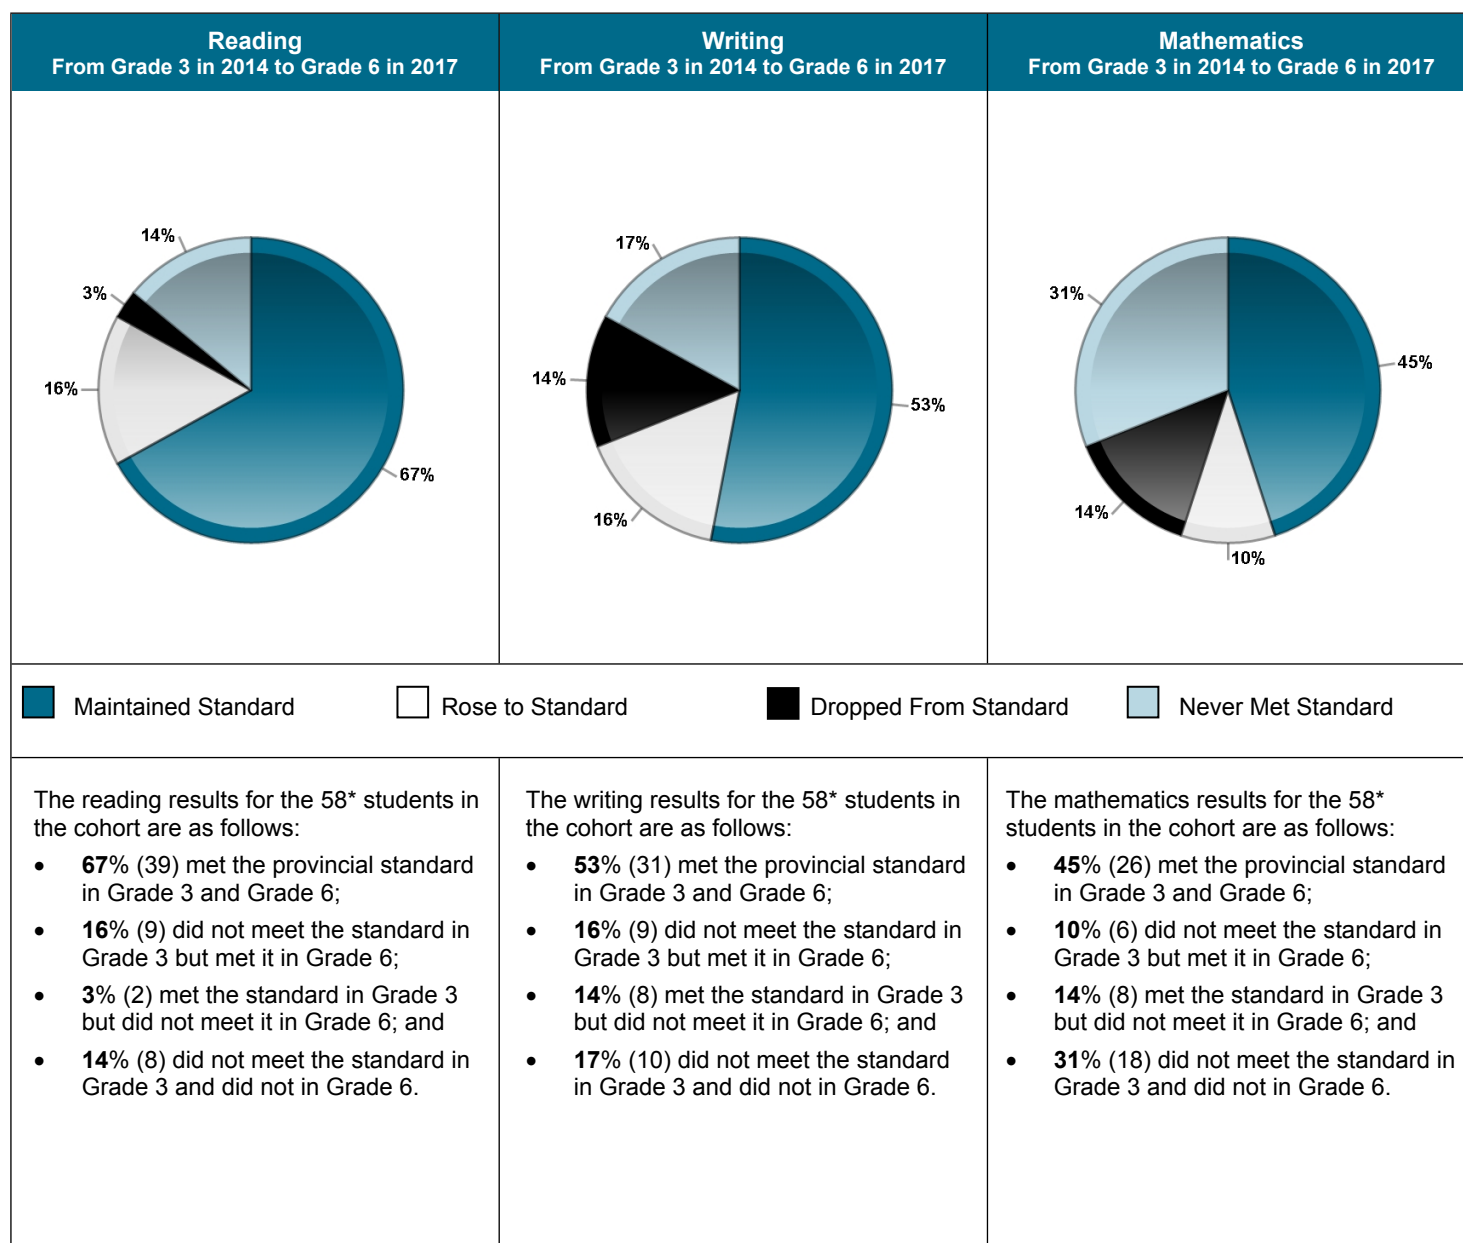 Reading
From Grade 3 in 2014 to Grade 6 in 2017
Writing
From Grade 3 in 2014 to Grade 6 in 2017
Mathematics
From Grade 3 in 2014 to Grade 6 in 2017
14%
3%
16%
67%
17%
14%
16%
53%
31%
14%
10%
45%
Maintained Standard
Rose to Standard
Dropped From Standard
Never Met Standard
The reading results for the 58* students in
the cohort are as follows:
• 67% (39) met the provincial standard
in Grade 3 and Grade 6;
• 16% (9) did not meet the standard in
Grade 3 but met it in Grade 6;
• 3% (2) met the standard in Grade 3
but did not meet it in Grade 6; and
• 14% (8) did not meet the standard in
Grade 3 and did not in Grade 6.
The writing results for the 58* students in
the cohort are as follows:
• 53% (31) met the provincial standard
in Grade 3 and Grade 6;
• 16% (9) did not meet the standard in
Grade 3 but met it in Grade 6;
• 14% (8) met the standard in Grade 3
but did not meet it in Grade 6; and
• 17% (10) did not meet the standard
in Grade 3 and did not in Grade 6.
The mathematics results for the 58*
students in the cohort are as follows:
• 45% (26) met the provincial standard
in Grade 3 and Grade 6;
• 10% (6) did not meet the standard in
Grade 3 but met it in Grade 6;
• 14% (8) met the standard in Grade 3
but did not meet it in Grade 6; and
• 31% (18) did not meet the standard in
Grade 3 and did not in Grade 6.